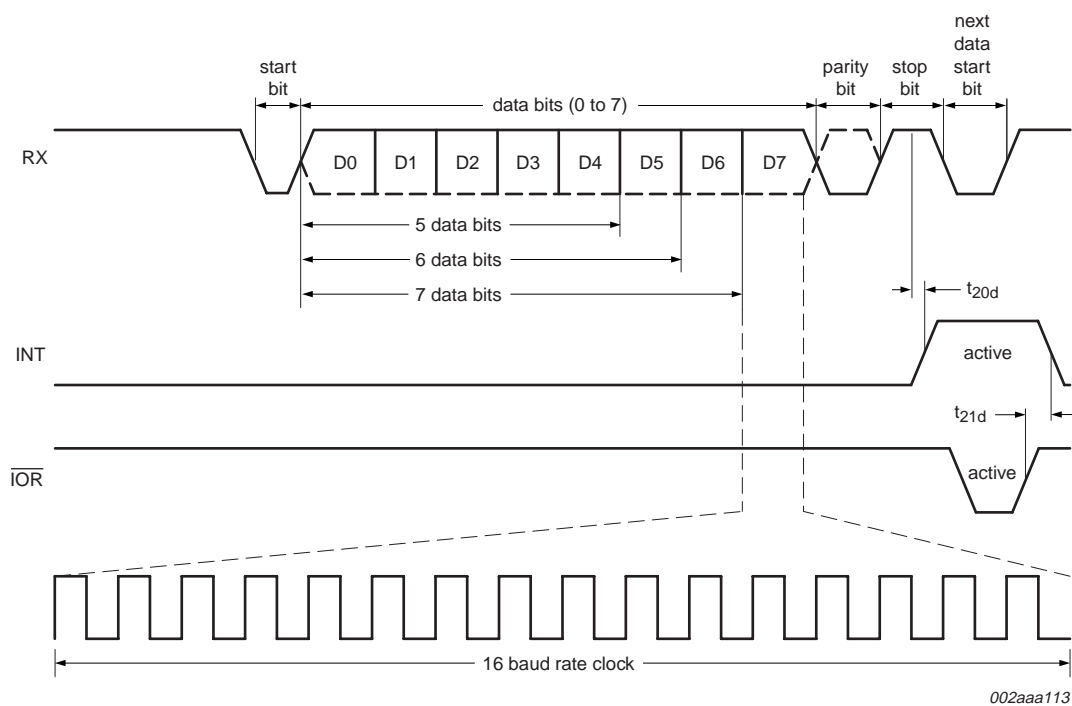 next
data
start
bit
start
bit
parity
bit
stop
bit
data bits (0 to 7)
RX
D0 D1 D2 D3 D4 D5 D6 D7
5 data bits
6 data bits
7 data bits
t20d
INT
active
t21d
IOR
active
16 baud rate clock
002aaa113